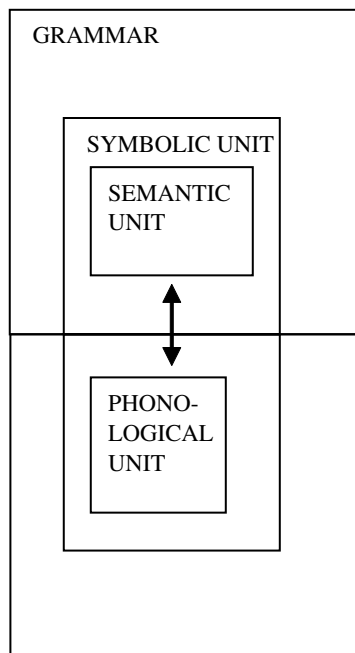 GRAMMAR
SYMBOLIC UNIT
SEMANTIC
UNIT
PHONO-
LOGICAL
UNIT